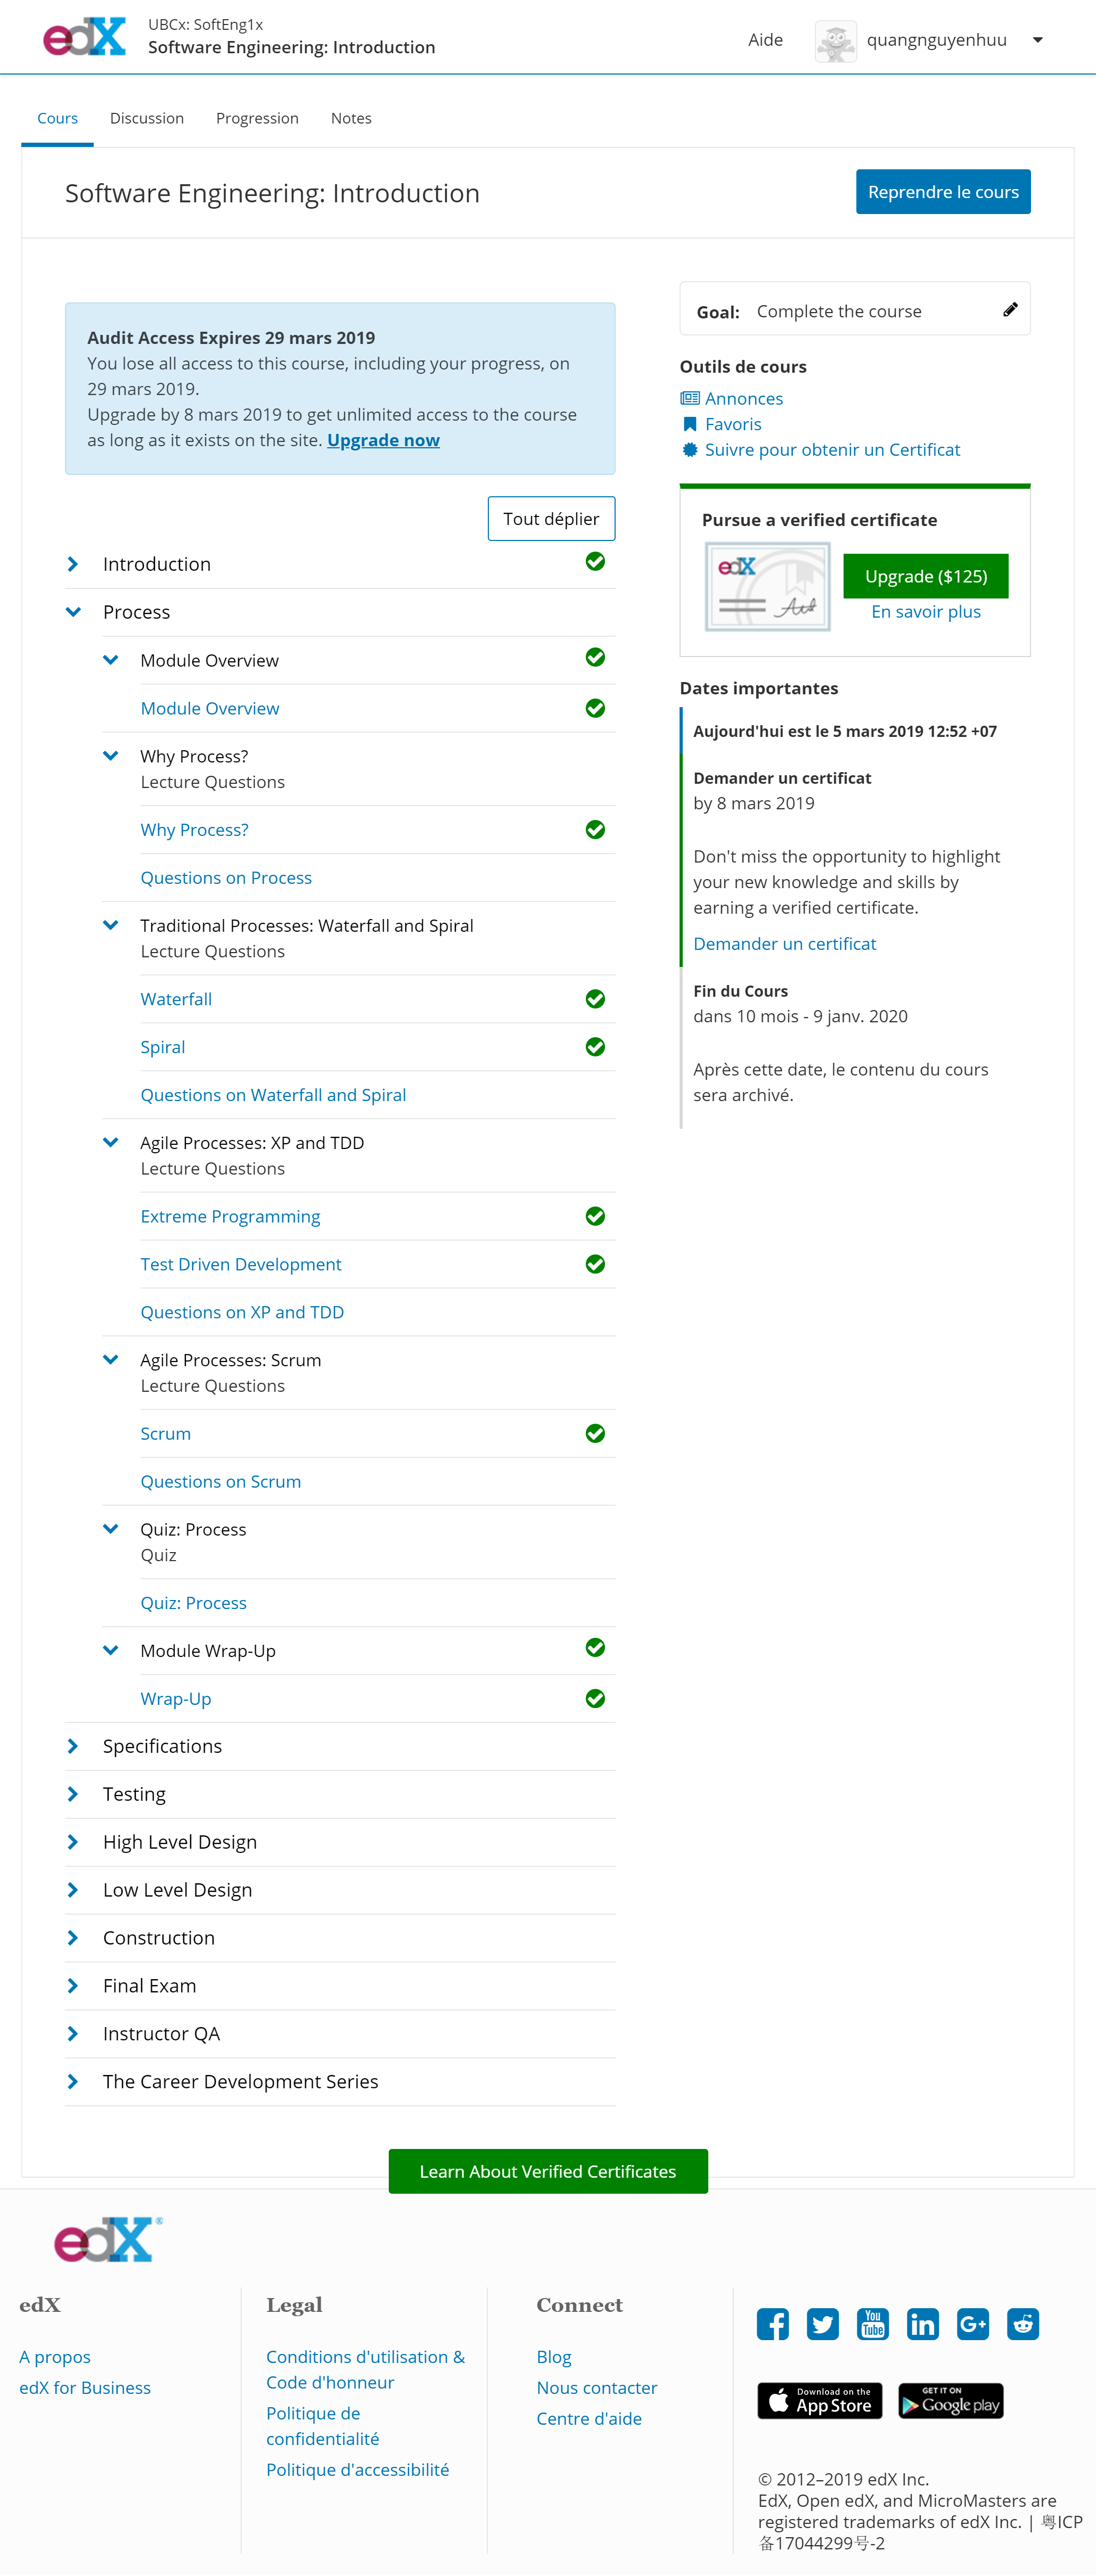 edX
UBCx: SoftEng1x
Software Engineering: Introduction
Aide
quangnguyenhuu
Cours
Discussion
Progression
Notes
Software Engineering: Introduction
Reprendre le cours
Audit Access Expires 29 mars 2019
You lose all access to this course, including your progress, on
29 mars 2019.
Upgrade by 8 mars 2019 to get unlimited access to the course
as long as it exists on the site. Upgrade now
Tout déplier
Introduction
Process
Module Overview
Module Overview
Why Process?
Lecture Questions
Why Process?
Questions on Process
Traditional Processes: Waterfall and Spiral
Lecture Questions
Waterfall
Spiral
Questions on Waterfall and Spiral
Agile Processes: XP and TDD
Lecture Questions
Extreme Programming
Test Driven Development
Questions on XP and TDD
Agile Processes: Scrum
Lecture Questions
Scrum
Questions on Scrum
Quiz: Process
Quiz
Quiz: Process
Module Wrap-Up
Wrap-Up
Specifications
Testing
High Level Design
Low Level Design
Construction
Final Exam
Instructor QA
The Career Development Series
Goal: Complete the course
Outils de cours
Annonces
Favoris
Suivre pour obtenir un Certificat
Pursue a verified certificate
edX
Upgrade ($125)
En savoir plus
Dates importantes
Aujourd'hui est le 5 mars 2019 12:52 +07
Demander un certificat
by 8 mars 2019
Don't miss the opportunity to highlight
your new knowledge and skills by
earning a verified certificate.
Demander un certificat
Fin du Cours
dans 10 mois - 9 janv. 2020
Après cette date, le contenu du cours
sera archivé.
Learn About Verified Certificates
edX®
edX
A propos
edX for Business
Legal
Conditions d'utilisation &
Code d'honneur
Politique de
confidentialité
Politique d'accessibilité
Connect
Blog
Nous contacter
Centre d'aide
You
Tube
in
G+
Download on the
App Store
GET IT ON
Google play
© 2012–2019 edX Inc.
EdX, Open edX, and MicroMasters are
registered trademarks of edX Inc. | 粤ICP
备17044299号-2